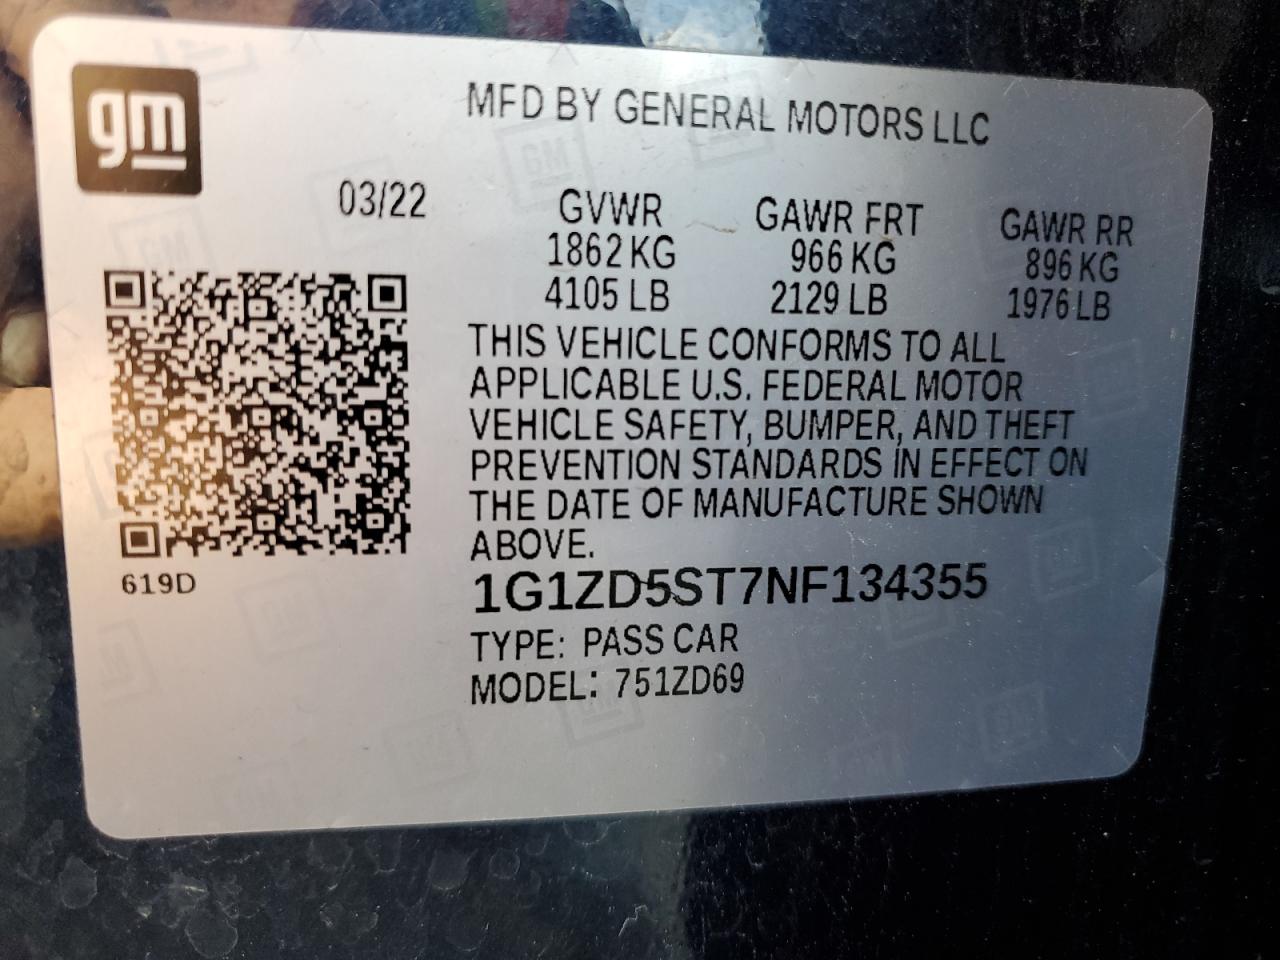 gm
MFD BY GENERAL MOTORS LLC
03/22
GVWR GAWR FRT GAWR RR
1862 KG 966 KG 896 KG
4105 LB 2129 LB 1976 LB
THIS VEHICLE CONFORMS TO ALL
APPLICABLE U.S. FEDERAL MOTOR
VEHICLE SAFETY, BUMPER, AND THEFT
PREVENTION STANDARDS IN EFFECT ON
THE DATE OF MANUFACTURE SHOWN
ABOVE.
619D
1G1ZD5ST7NF134355
TYPE: PASS CAR
MODEL: 751ZD69